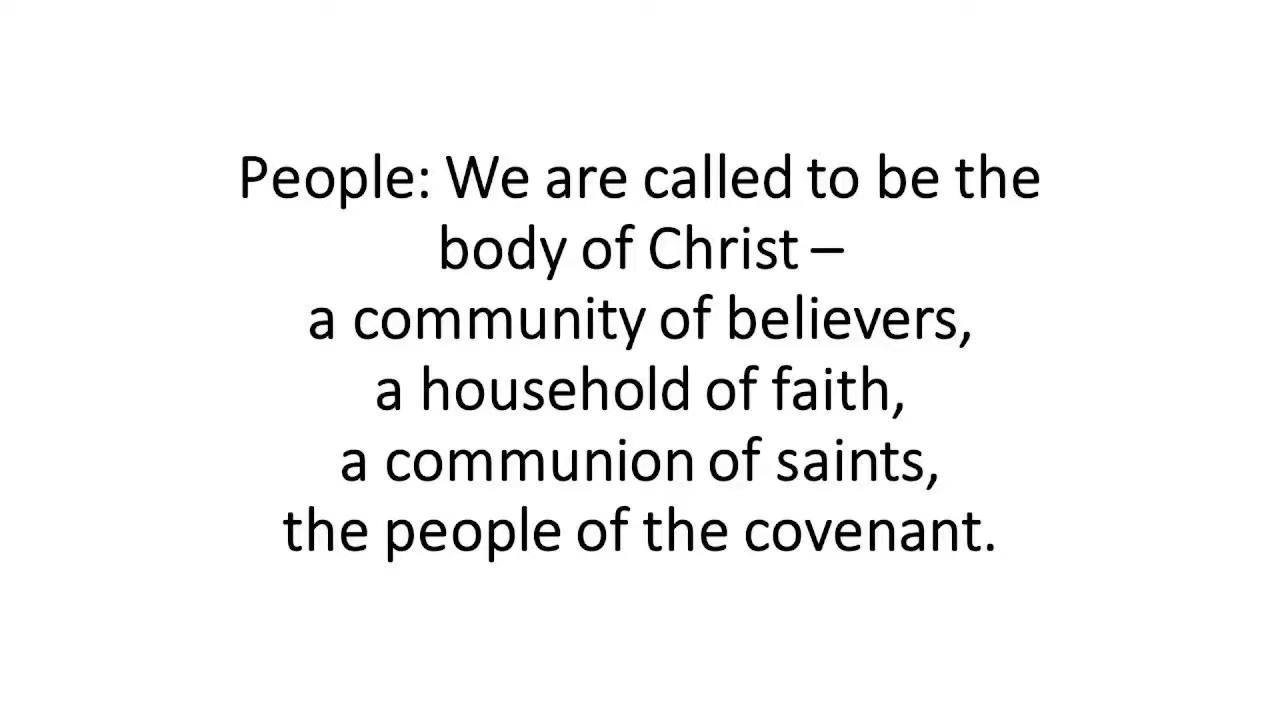 People: We are called to be the
body of Christ –
a community of believers,
a household of faith,
a communion of saints,
the people of the covenant.